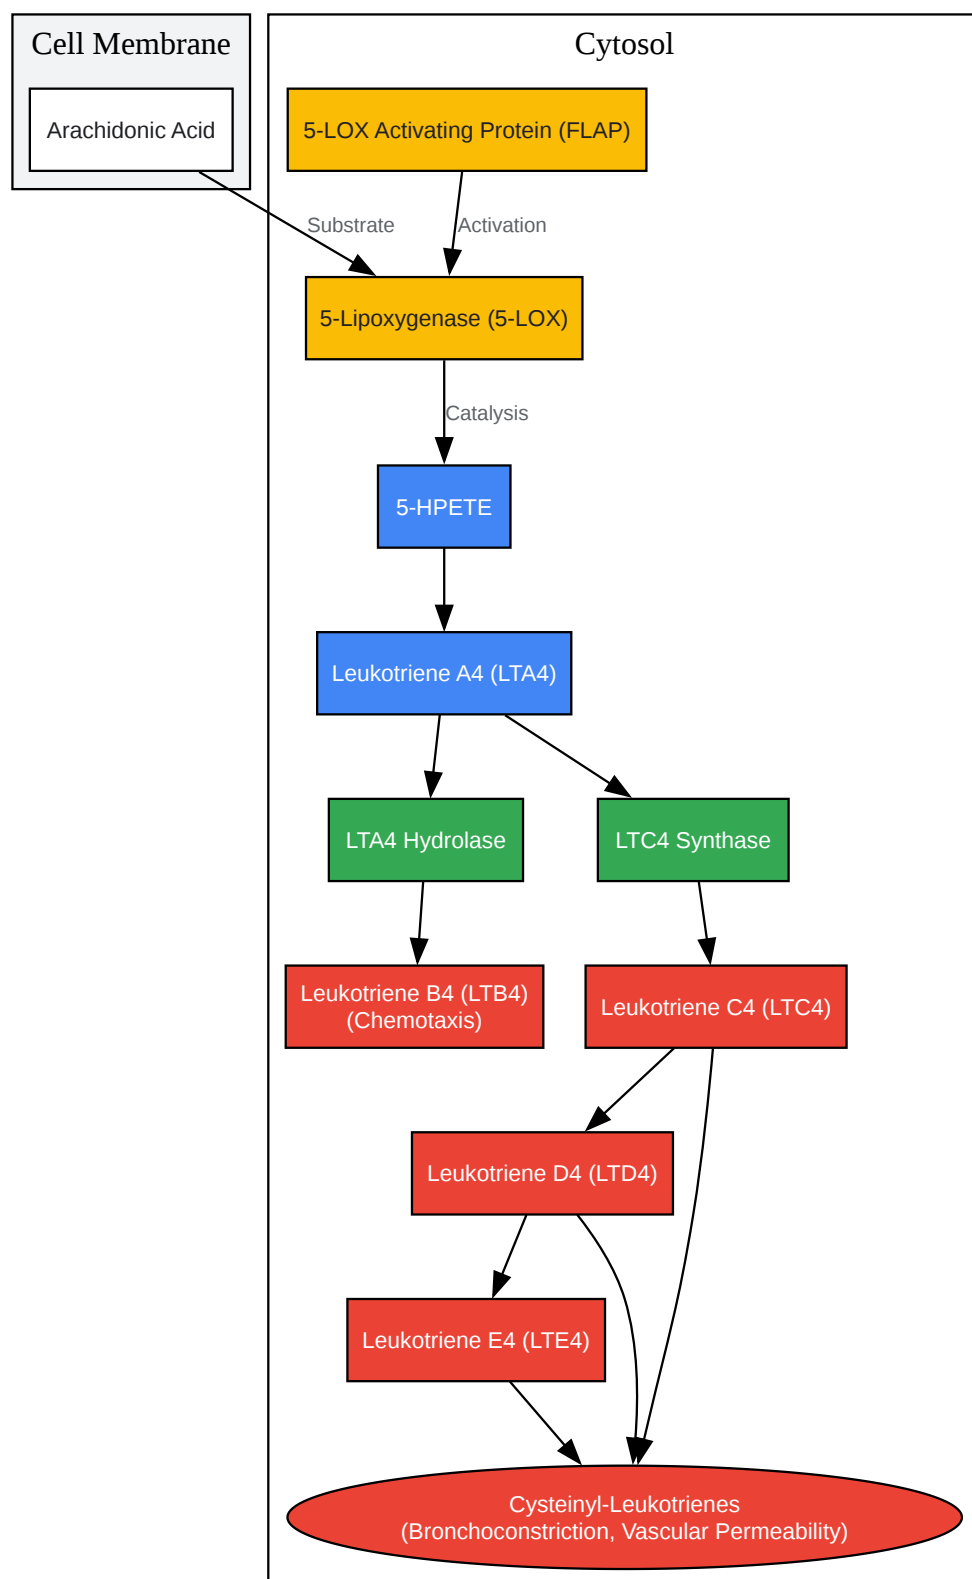 Cell Membrane
Cytosol
Arachidonic Acid
5-LOX Activating Protein (FLAP)
Substrate
Activation
5-Lipoxygenase (5-LOX)
Catalysis
5-HPETE
Leukotriene A4 (LTA4)
LTA4 Hydrolase
LTC4 Synthase
Leukotriene B4 (LTB4)
(Chemotaxis)
Leukotriene C4 (LTC4)
Leukotriene D4 (LTD4)
Leukotriene E4 (LTE4)
Cysteinyl-Leukotrienes
(Bronchoconstriction, Vascular Permeability)